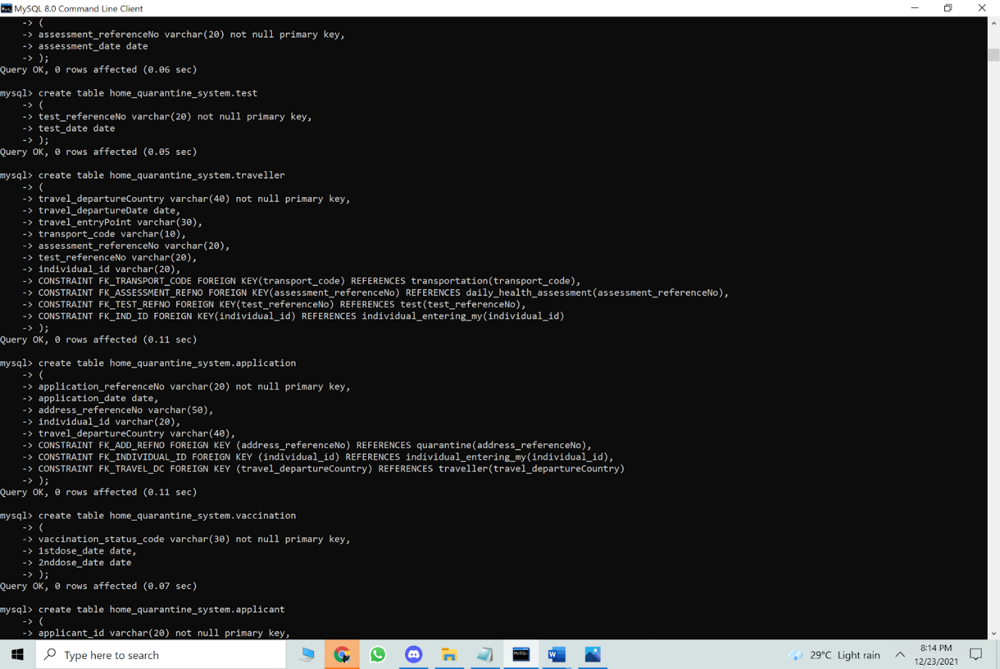 MySQL 8.0 Command Line Client
-> (
-> assessment_referenceNo varchar(20) not null primary key,
-> assessment_date date
-> );
Query OK, 0 rows affected (0.06 sec)
mysql> create table home_quarantine_system.test
-> (
-> test_referenceNo varchar(20) not null primary key,
-> test_date date
-> );
Query OK, 0 rows affected (0.05 sec)
mysql> create table home_quarantine_system.traveller
-> (
-> travel_departureCountry varchar(40) not null primary key,
-> travel_departureDate date,
-> travel_entryPoint varchar(30),
-> transport_code varchar(10),
-> assessment_referenceNo varchar(20),
-> test_referenceNo varchar(20),
-> individual_id varchar(20),
-> CONSTRAINT FK_TRANSPORT_CODE FOREIGN KEY(transport_code) REFERENCES transportation(transport_code),
-> CONSTRAINT FK_ASSESSMENT_REFNO FOREIGN KEY(assessment_referenceNo) REFERENCES daily_health_assessment(assessment_referenceNo),
-> CONSTRAINT FK_TEST_REFNO FOREIGN KEY(test_referenceNo) REFERENCES test(test_referenceNo),
-> CONSTRAINT FK_IND_ID FOREIGN KEY(individual_id) REFERENCES individual_entering_my(individual_id)
-> );
Query OK, 0 rows affected (0.11 sec)
mysql> create table home_quarantine_system.application
-> (
-> application_referenceNo varchar(20) not null primary key,
-> application_date date,
-> address_referenceNo varchar(50),
-> individual_id varchar(20),
-> travel_departureCountry varchar(40),
-> CONSTRAINT FK_ADD_REFNO FOREIGN KEY (address_referenceNo) REFERENCES quarantine(address_referenceNo),
-> CONSTRAINT FK_INDIVIDUAL_ID FOREIGN KEY (individual_id) REFERENCES individual_entering_my(individual_id),
-> CONSTRAINT FK_TRAVEL_DC FOREIGN KEY (travel_departureCountry) REFERENCES traveller(travel_departureCountry)
-> );
Query OK, 0 rows affected (0.11 sec)
mysql> create table home_quarantine_system.vaccination
-> (
-> vaccination_status_code varchar(30) not null primary key,
-> 1stdose_date date,
-> 2nddose_date date
-> );
Query OK, 0 rows affected (0.07 sec)
mysql> create table home_quarantine_system.applicant
-> (
-> applicant_id varchar(20) not null primary key,
Type here to search
29°C Light rain
8:14 PM
12/23/2021